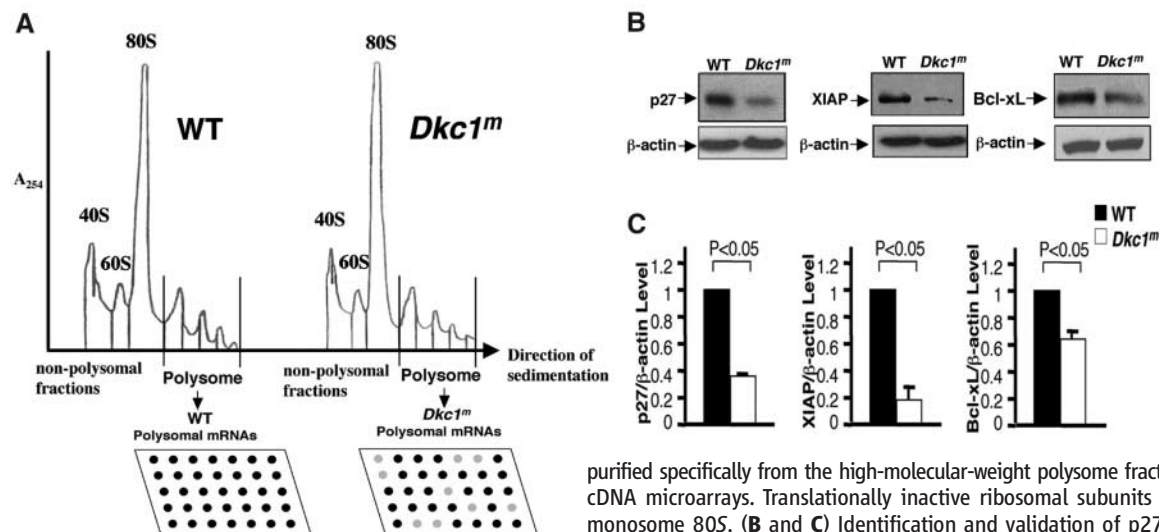 A
80S
80S
WT
Dkc1ᵐ
A₂₅₄
40S
60S
40S
60S
non-polysomal
fractions
Polysome
non-polysomal
fractions
Polysome
Direction of
sedimentation
WT
Polysomal mRNAs
Dkc1ᵐ
Polysomal mRNAs
B
WT Dkc1ᵐ
p27
β-actin
WT Dkc1ᵐ
XIAP
β-actin
WT Dkc1ᵐ
Bcl-xL
β-actin
C
WT
Dkc1ᵐ
P<0.05
p27/β-actin Level
1.2
1
0.8
0.6
0.4
0.2
0
P<0.05
XIAP/β-actin Level
1.2
1
0.8
0.6
0.4
0.2
0
P<0.05
Bcl-xL/β-actin Level
1.2
1
0.8
0.6
0.4
0.2
0
purified specifically from the high-molecular-weight polysome fract
cDNA microarrays. Translationally inactive ribosomal subunits
monosome 80S. (B and C) Identification and validation of p27